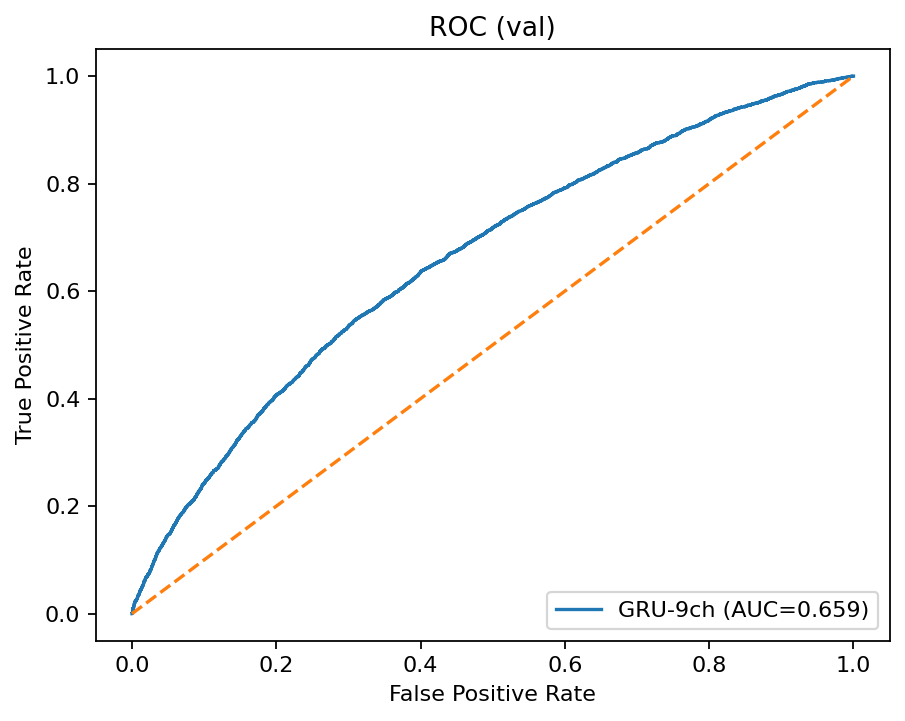 ROC (val)
True Positive Rate
1.0
0.8
0.6
0.4
0.2
0.0
GRU-9ch (AUC=0.659)
0.0 0.2 0.4 0.6 0.8 1.0
False Positive Rate